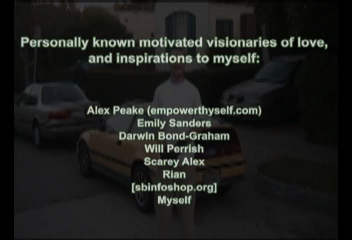 Personally known motivated visionaries of love,
and inspirations to myself:
Alex Peake (empowerthyself.com)
Emily Sanders
Darwin Bond-Graham
Will Perrish
Scarey Alex
Rian
[sbinfoshop.org]
Myself